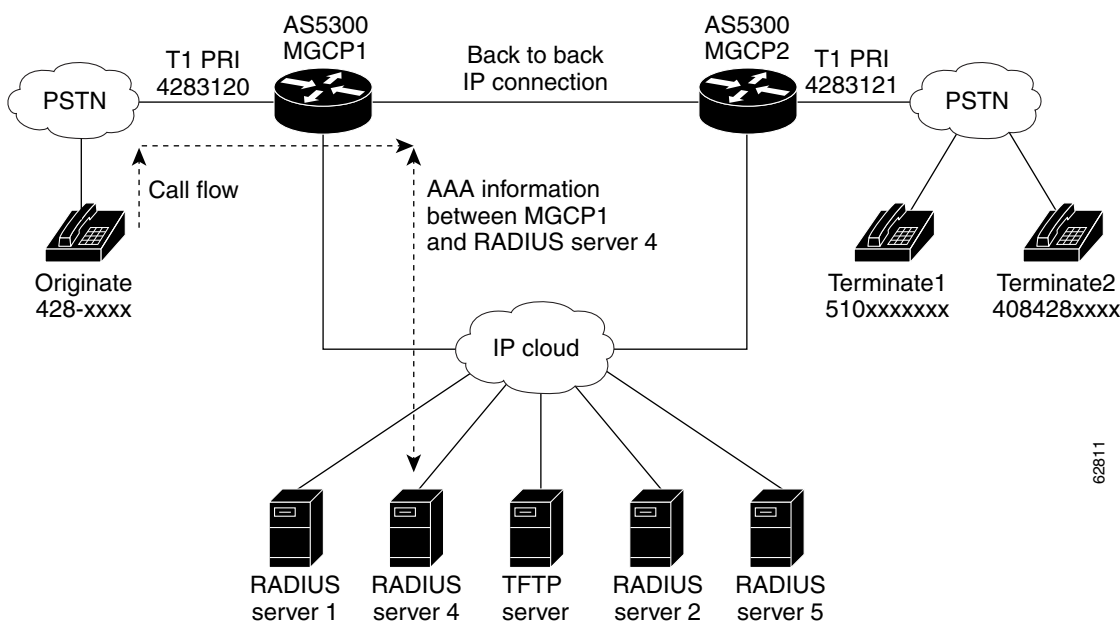 AS5300
MGCP1
AS5300
MGCP2
T1 PRI
4283120
Back to back
IP connection
T1 PRI
4283121
PSTN
PSTN
Call flow
AAA information
between MGCP1
and RADIUS server 4
Originate
428-xxxx
Terminate1
510xxxxxxx
Terminate2
408428xxxx
IP cloud
62811
RADIUS
server 1
RADIUS
server 4
TFTP
server
RADIUS
server 2
RADIUS
server 5